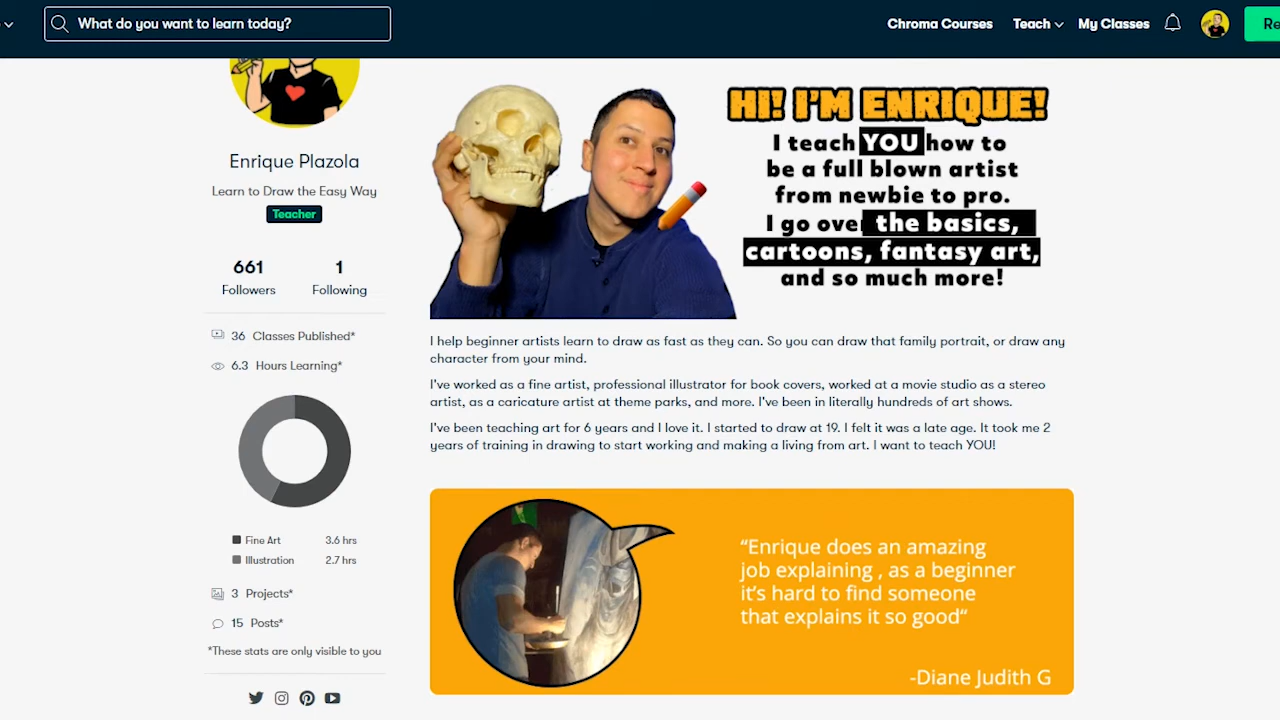 What do you want to learn today?
Chroma Courses
Teach
My Classes
Re
Enrique Plazola
Learn to Draw the Easy Way
Teacher
661
Followers
1
Following
36 Classes Published*
6.3 Hours Learning*
Fine Art 3.6 hrs
Illustration 2.7 hrs
3 Projects*
15 Posts*
*These stats are only visible to you
HI! I'M ENRIQUE!
I teach YOU how to
be a full blown artist
from newbie to pro.
I go over the basics,
cartoons, fantasy art,
and so much more!
I help beginner artists learn to draw as fast as they can. So you can draw that family portrait, or draw any
character from your mind.
I've worked as a fine artist, professional illustrator for book covers, worked at a movie studio as a stereo
artist, as a caricature artist at theme parks, and more. I've been in literally hundreds of art shows.
I've been teaching art for 6 years and I love it. I started to draw at 19. I felt it was a late age. It took me 2
years of training in drawing to start working and making a living from art. I want to teach YOU!
“Enrique does an amazing
job explaining , as a beginner
it’s hard to find someone
that explains it so good“
-Diane Judith G